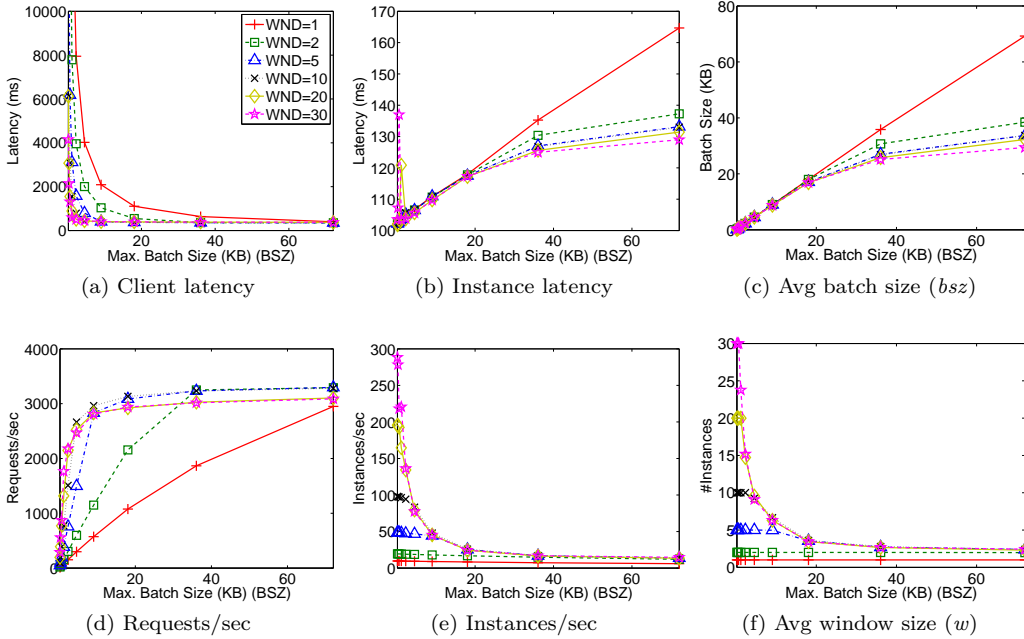 10000
8000
6000
4000
2000
0
Latency (ms)
20 40 60
Max. Batch Size (KB) (BSZ)
WND=1
WND=2
WND=5
WND=10
WND=20
WND=30
(a) Client latency
170
160
150
140
130
120
110
100
Latency (ms)
20 40 60
Max. Batch Size (KB) (BSZ)
(b) Instance latency
80
60
40
20
0
Batch Size (KB)
20 40 60
Max. Batch Size (KB) (BSZ)
(c) Avg batch size (bsz)
4000
3000
2000
1000
0
Requests/sec
20 40 60
Max. Batch Size (KB) (BSZ)
(d) Requests/sec
300
250
200
150
100
50
0
Instances/sec
20 40 60
Max. Batch Size (KB) (BSZ)
(e) Instances/sec
30
25
20
15
10
5
0
#Instances
20 40 60
Max. Batch Size (KB) (BSZ)
(f) Avg window size (w)